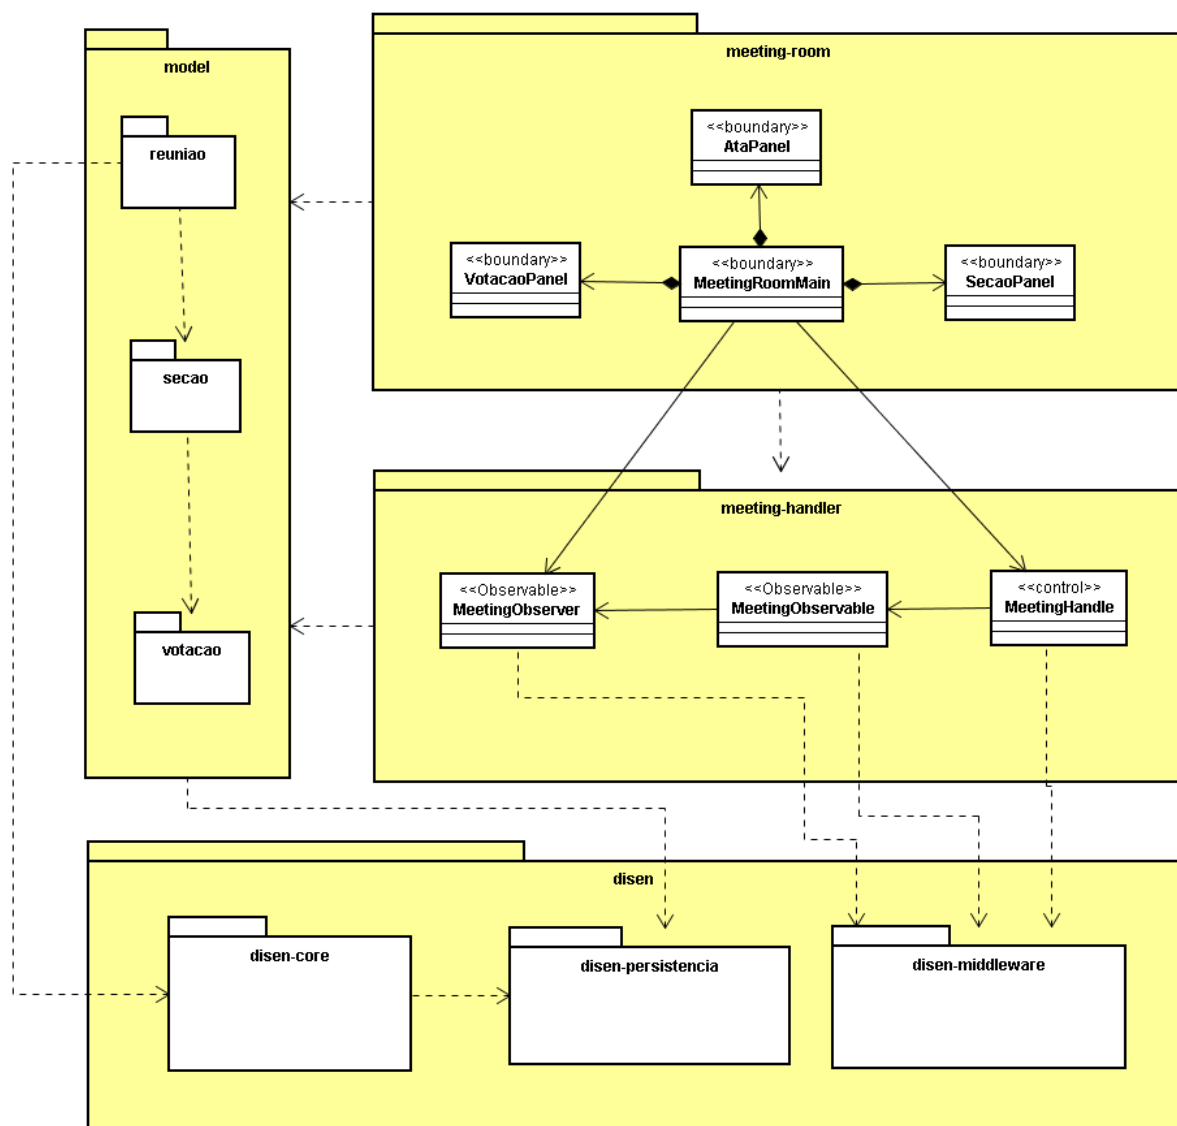 model
meeting-room
reuniao
secao
votacao
<<boundary>>
AtaPanel
<<boundary>>
VotacaoPanel
<<boundary>>
MeetingRoomMain
<<boundary>>
SecaoPanel
meeting-handler
<<Observable>>
MeetingObserver
<<Observable>>
MeetingObservable
<<control>>
MeetingHandle
disen
disen-core
disen-persistencia
disen-middleware